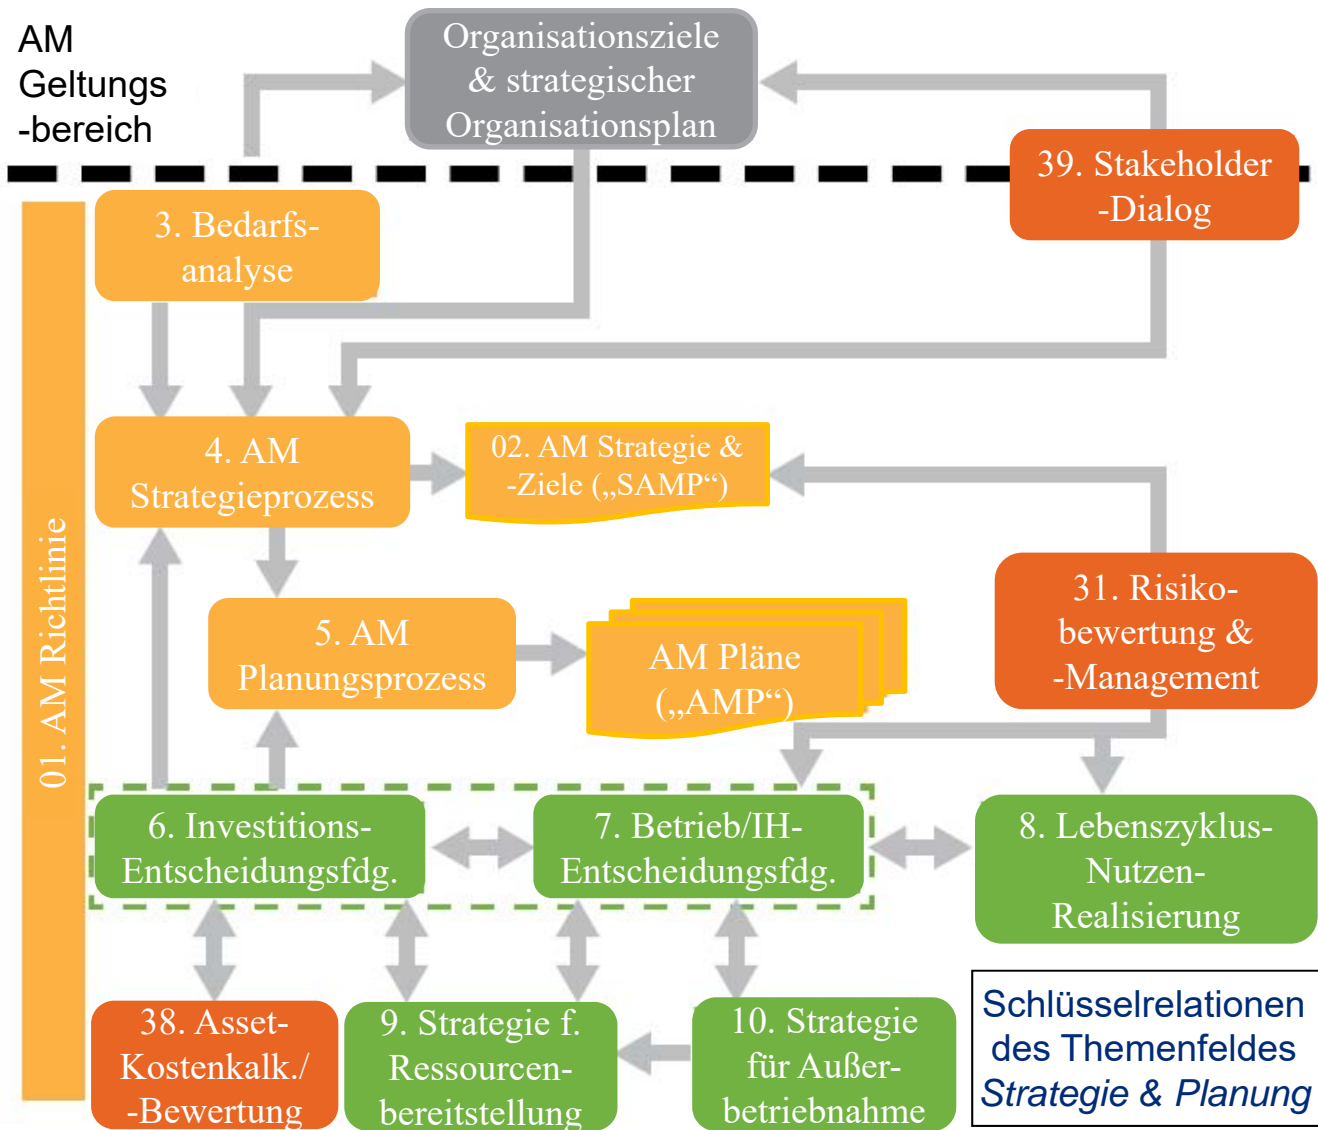 AM
Geltungs
-bereich
Organisationsziele
& strategischer
Organisationsplan
39. Stakeholder
-Dialog
3. Bedarfs-
analyse
01. AM Richtlinie
4. AM
Strategieprozess
02. AM Strategie &
-Ziele („SAMP“)
31. Risiko-
bewertung &
-Management
5. AM
Planungsprozess
AM Pläne
(„AMP“)
6. Investitions-
Entscheidungsfdg.
7. Betrieb/IH-
Entscheidungsfdg.
8. Lebenszyklus-
Nutzen-
Realisierung
38. Asset-
Kostenkalk./
-Bewertung
9. Strategie f.
Ressourcen-
bereitstellung
10. Strategie
für Außer-
betriebnahme
Schlüsselrelationen
des Themenfeldes
Strategie & Planung